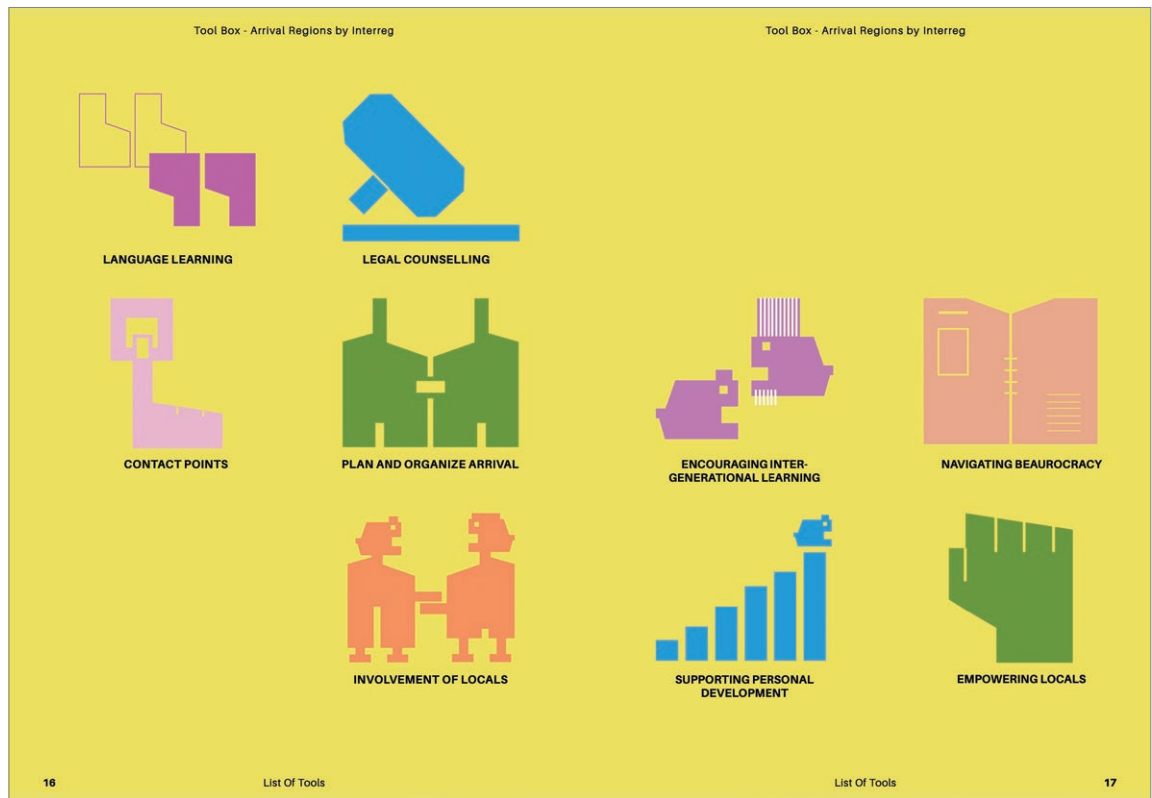 Tool Box - Arrival Regions by Interreg
LANGUAGE LEARNING
LEGAL COUNSELLING
CONTACT POINTS
PLAN AND ORGANIZE ARRIVAL
INVOLVEMENT OF LOCALS
16
List Of Tools
Tool Box - Arrival Regions by Interreg
ENCOURAGING INTER-
GENERATIONAL LEARNING
NAVIGATING BEAUROCRACY
SUPPORTING PERSONAL
DEVELOPMENT
EMPOWERING LOCALS
List Of Tools
17